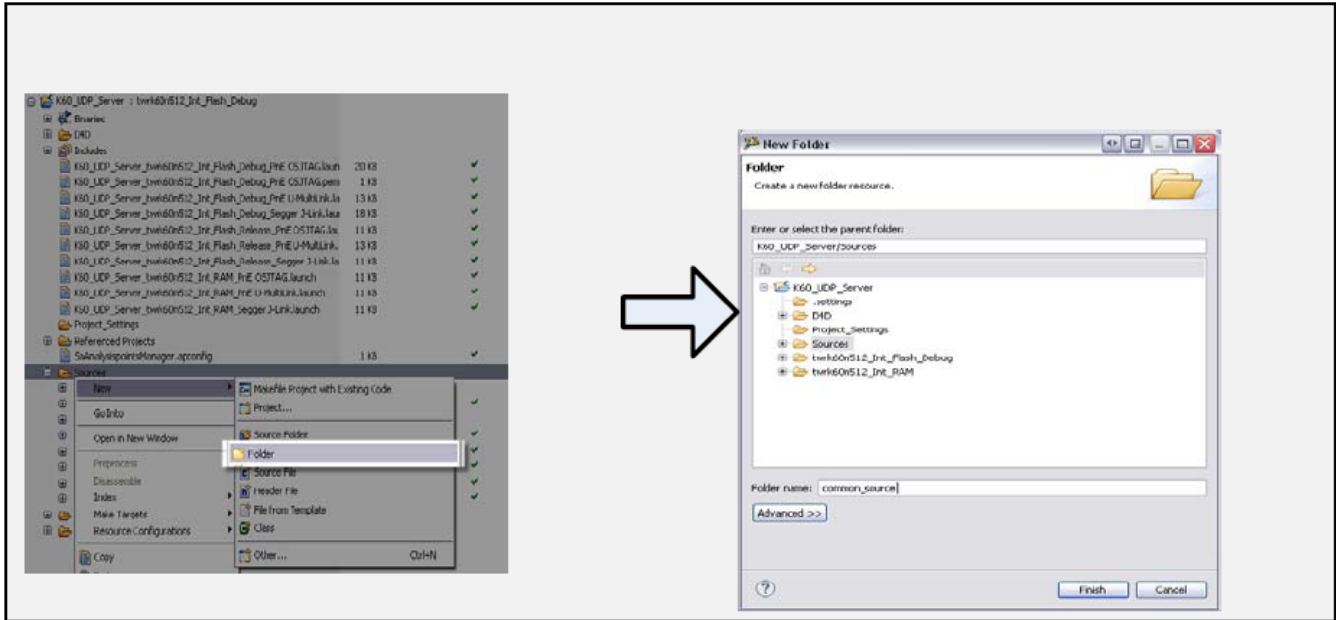 K60_UDP_Server : twrk60n512_Int_Flash_Debug
Binaries
D4D
Includes
K60_UDP_Server_twrk60n512_Int_Flash_Debug_PnE OSJTAG.laun 20 KB
K60_UDP_Server_twrk60n512_Int_Flash_Debug_PnE OSJTAG.pem 1 KB
K60_UDP_Server_twrk60n512_Int_Flash_Debug_PnE U-MultiLink.la 13 KB
K60_UDP_Server_twrk60n512_Int_Flash_Debug_Segger J-Link.lau 18 KB
K60_UDP_Server_twrk60n512_Int_Flash_Release_PnE OSJTAG.lau 11 KB
K60_UDP_Server_twrk60n512_Int_Flash_Release_PnE U-MultiLink. 13 KB
K60_UDP_Server_twrk60n512_Int_Flash_Release_Segger J-Link.la 11 KB
K60_UDP_Server_twrk60n512_Int_RAM_PnE OSJTAG.launch 11 KB
K60_UDP_Server_twrk60n512_Int_RAM_PnE U-MultiLink.launch 11 KB
K60_UDP_Server_twrk60n512_Int_RAM_Segger J-Link.launch 11 KB
Project_Settings
Referenced Projects
SaAnalysispointsManager.apconfig 1 KB
Sources
New
Go Into
Open in New Window
Preprocess
Disassemble
Index
Make Targets
Resource Configurations
Copy
Makefile Project with Existing Code
Project...
Source Folder
Folder
Source File
Header File
File from Template
Class
Other... Ctrl+N
New Folder
Folder
Create a new folder resource.
Enter or select the parent folder:
K60_UDP_Server/Sources
K60_UDP_Server
.settings
D4D
Project_Settings
Sources
twrk60n512_Int_Flash_Debug
twrk60n512_Int_RAM
Folder name: common_source
Advanced >>
Finish Cancel